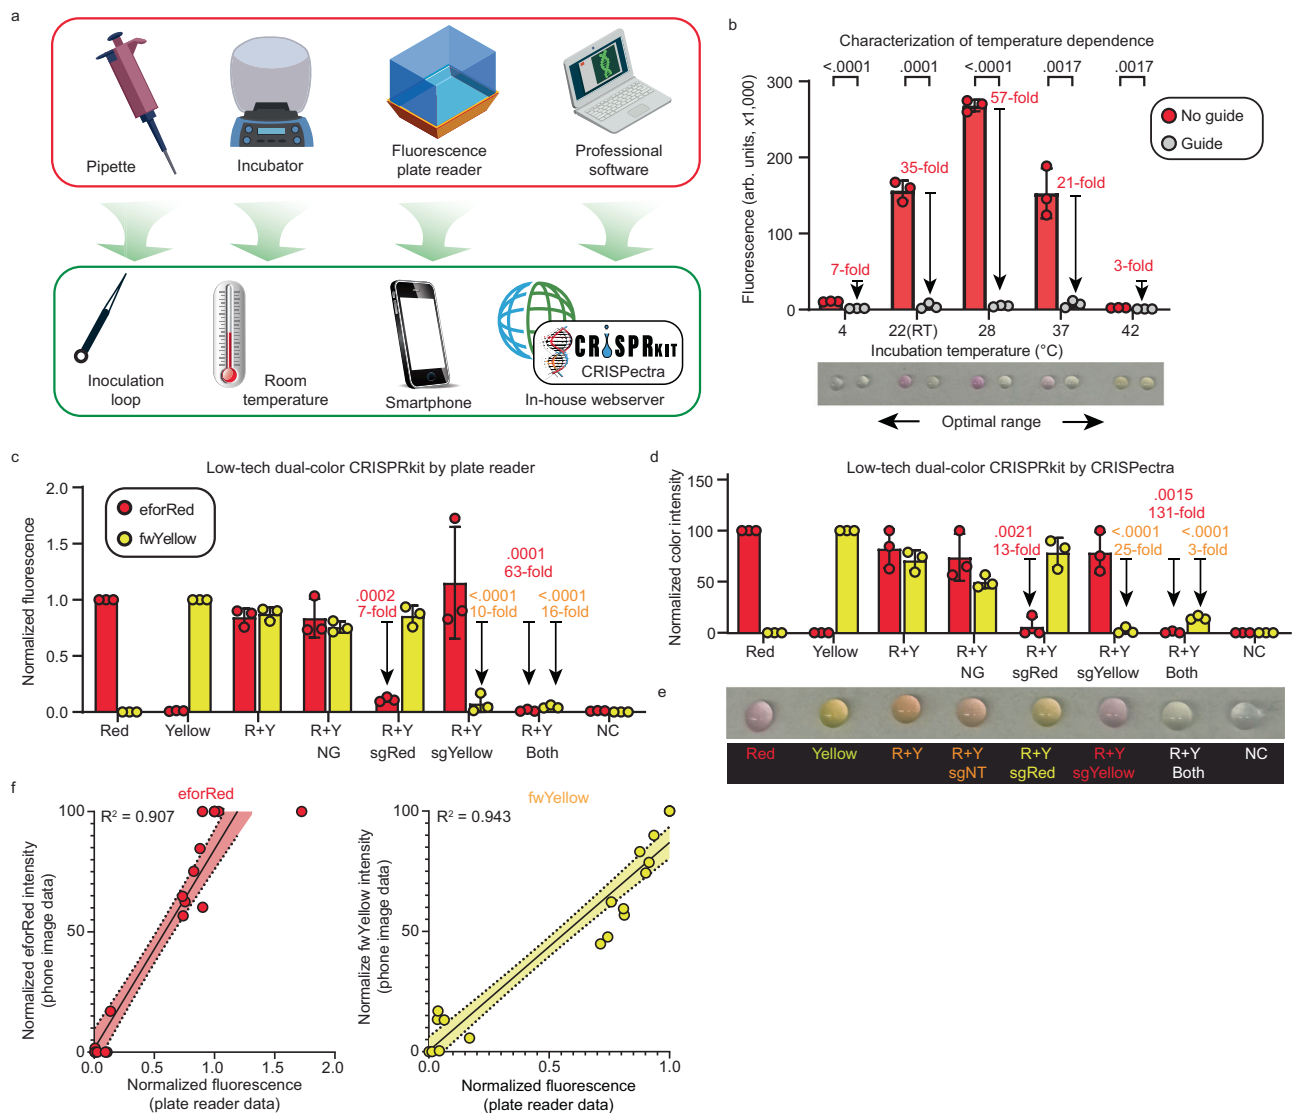 a
Pipette
Incubator
Fluorescence
plate reader
Professional
software
Inoculation
loop
Room
temperature
Smartphone
CRISPRKIT
CRISPectra
In-house webserver
b
Characterization of temperature dependence
<.0001
.0001
<.0001
.0017
.0017
Fluorescence (arb. units, x1,000)
300
200
100
0
7-fold
35-fold
57-fold
21-fold
3-fold
No guide
Guide
4
22(RT)
28
37
42
Incubation temperature (°C)
Optimal range
c
Low-tech dual-color CRISPRkit by plate reader
Normalized fluorescence
2.0
1.5
1.0
0.5
0.0
eforRed
fwYellow
.0002
7-fold
.0001
63-fold
<.0001
10-fold
<.0001
16-fold
Red
Yellow
R+Y
R+Y
NG
R+Y
sgRed
R+Y
sgYellow
R+Y
Both
NC
d
Low-tech dual-color CRISPRkit by CRISPectra
Normalized color intensity
100
50
0
.0021
13-fold
<.0001
25-fold
.0015
131-fold
<.0001
3-fold
Red
Yellow
R+Y
R+Y
NG
R+Y
sgRed
R+Y
sgYellow
R+Y
Both
NC
e
Red
Yellow
R+Y
R+Y
sgNT
R+Y
sgRed
R+Y
sgYellow
R+Y
Both
NC
f
eforRed
R² = 0.907
Normalized eforRed intensity
(phone image data)
100
50
0
0.0
0.5
1.0
1.5
2.0
Normalized fluorescence
(plate reader data)
fwYellow
R² = 0.943
Normalize fwYellow intensity
(phone image data)
100
50
0
0.0
0.5
1.0
Normalized fluorescence
(plate reader data)